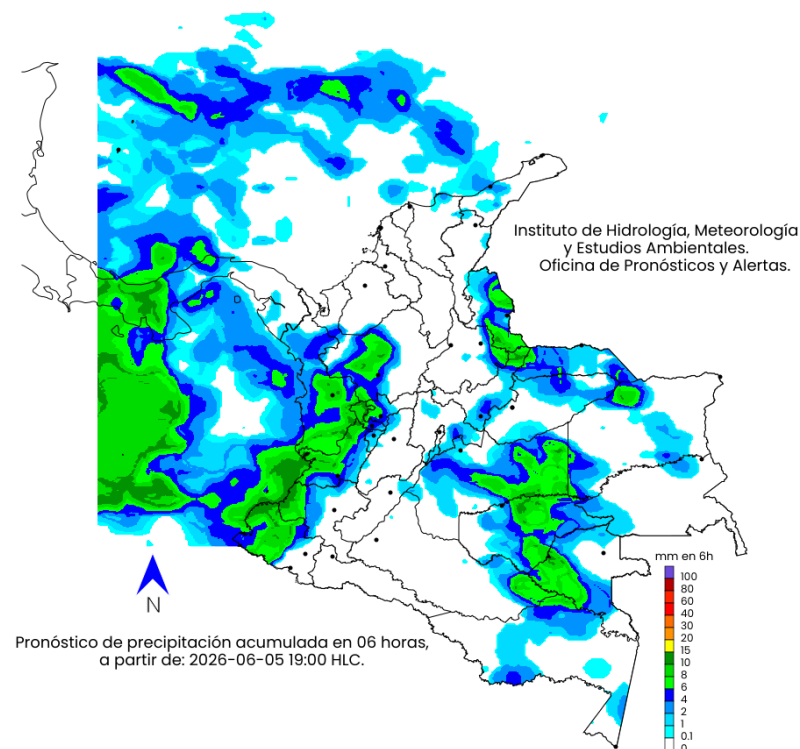 Instituto de Hidrología, Meteorología
y Estudios Ambientales.
Oficina de Pronósticos y Alertas.
mm en 6h
100
80
60
40
30
20
15
10
8
6
4
2
1
0.1
0
N
Pronóstico de precipitación acumulada en 06 horas,
a partir de: 2026-06-05 19:00 HLC.